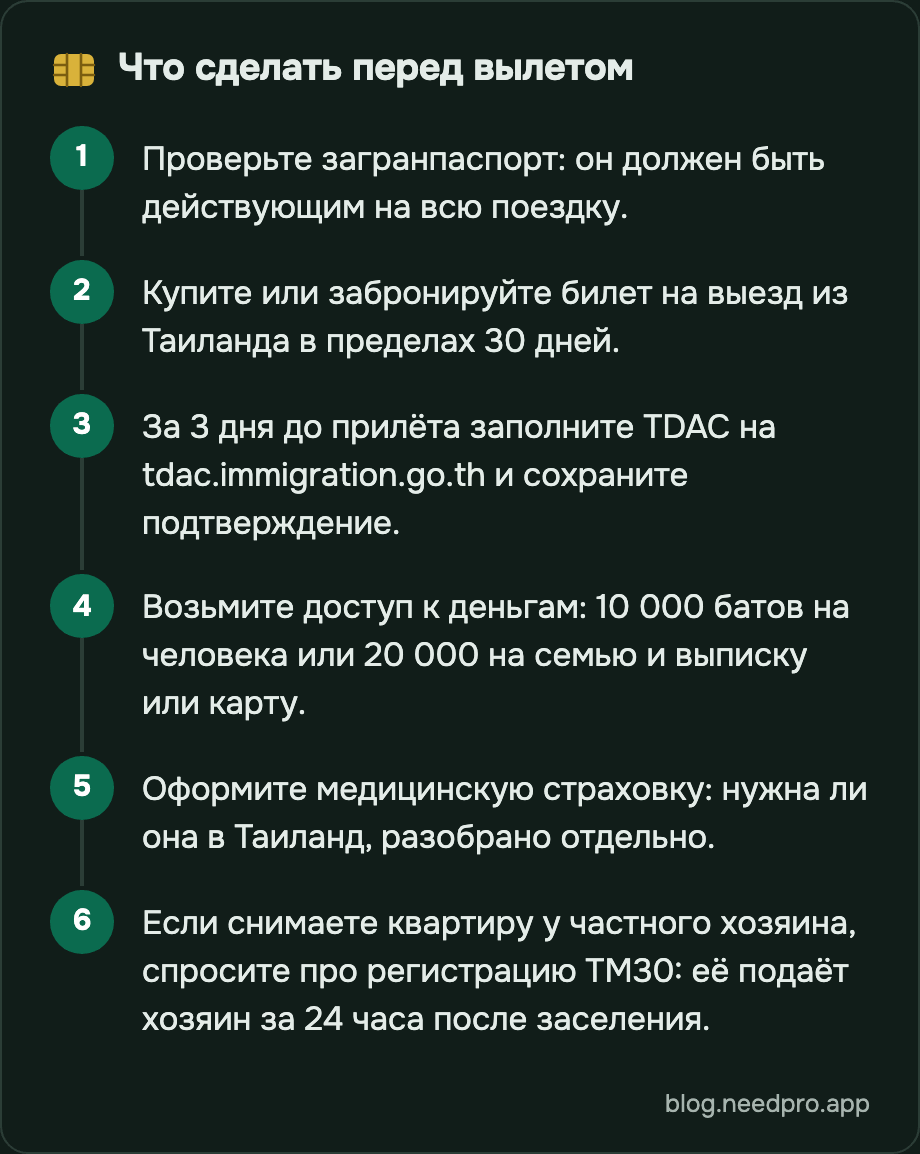 Что сделать перед вылетом
1
Проверьте загранпаспорт: он должен быть
действующим на всю поездку.
2
Купите или забронируйте билет на выезд из
Таиланда в пределах 30 дней.
3
За 3 дня до прилёта заполните TDAC на
tdac.immigration.go.th и сохраните
подтверждение.
4
Возьмите доступ к деньгам: 10 000 батов на
человека или 20 000 на семью и выписку
или карту.
5
Оформите медицинскую страховку: нужна ли
она в Таиланд, разобрано отдельно.
6
Если снимаете квартиру у частного хозяина,
спросите про регистрацию TM30: её подаёт
хозяин за 24 часа после заселения.
blog.needpro.app